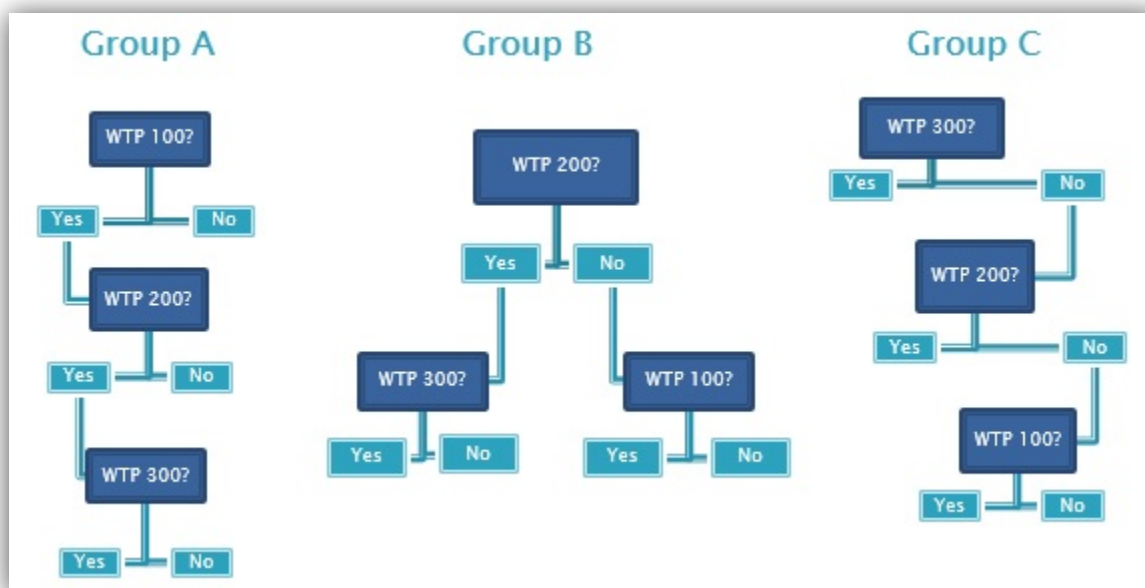 Group A
WTP 100?
Yes
No
WTP 200?
Yes
No
WTP 300?
Yes
No
Group B
WTP 200?
Yes
No
WTP 300?
Yes
No
WTP 100?
Yes
No
Group C
WTP 300?
Yes
No
WTP 200?
Yes
No
WTP 100?
Yes
No